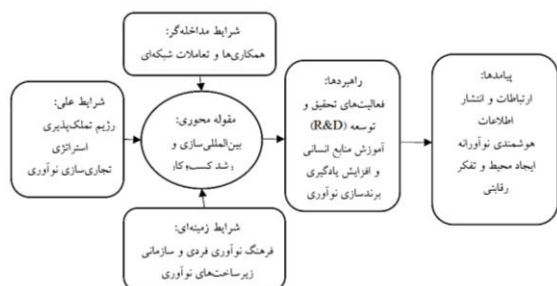 شرایط مداخله‌گر:
همکاری‌ها و تعاملات شبکه‌ای
شرایط علی:
رژیم تملک‌پذیری
استراتژی
تجاری‌سازی نوآوری
مقوله محوری:
بین‌المللی‌سازی و
رشد کسب‌وکار
راهبردها:
فعالیت‌های تحقیق و
توسعه (R&D)
آموزش منابع انسانی
و افزایش یادگیری
برندسازی نوآوری
پیامدها:
ارتباطات و انتشار
اطلاعات
هوشمندی نوآورانه
ایجاد محیط و تفکر
رقابتی
شرایط زمینه‌ای:
فرهنگ نوآوری فردی و سازمانی
زیرساخت‌های نوآوری